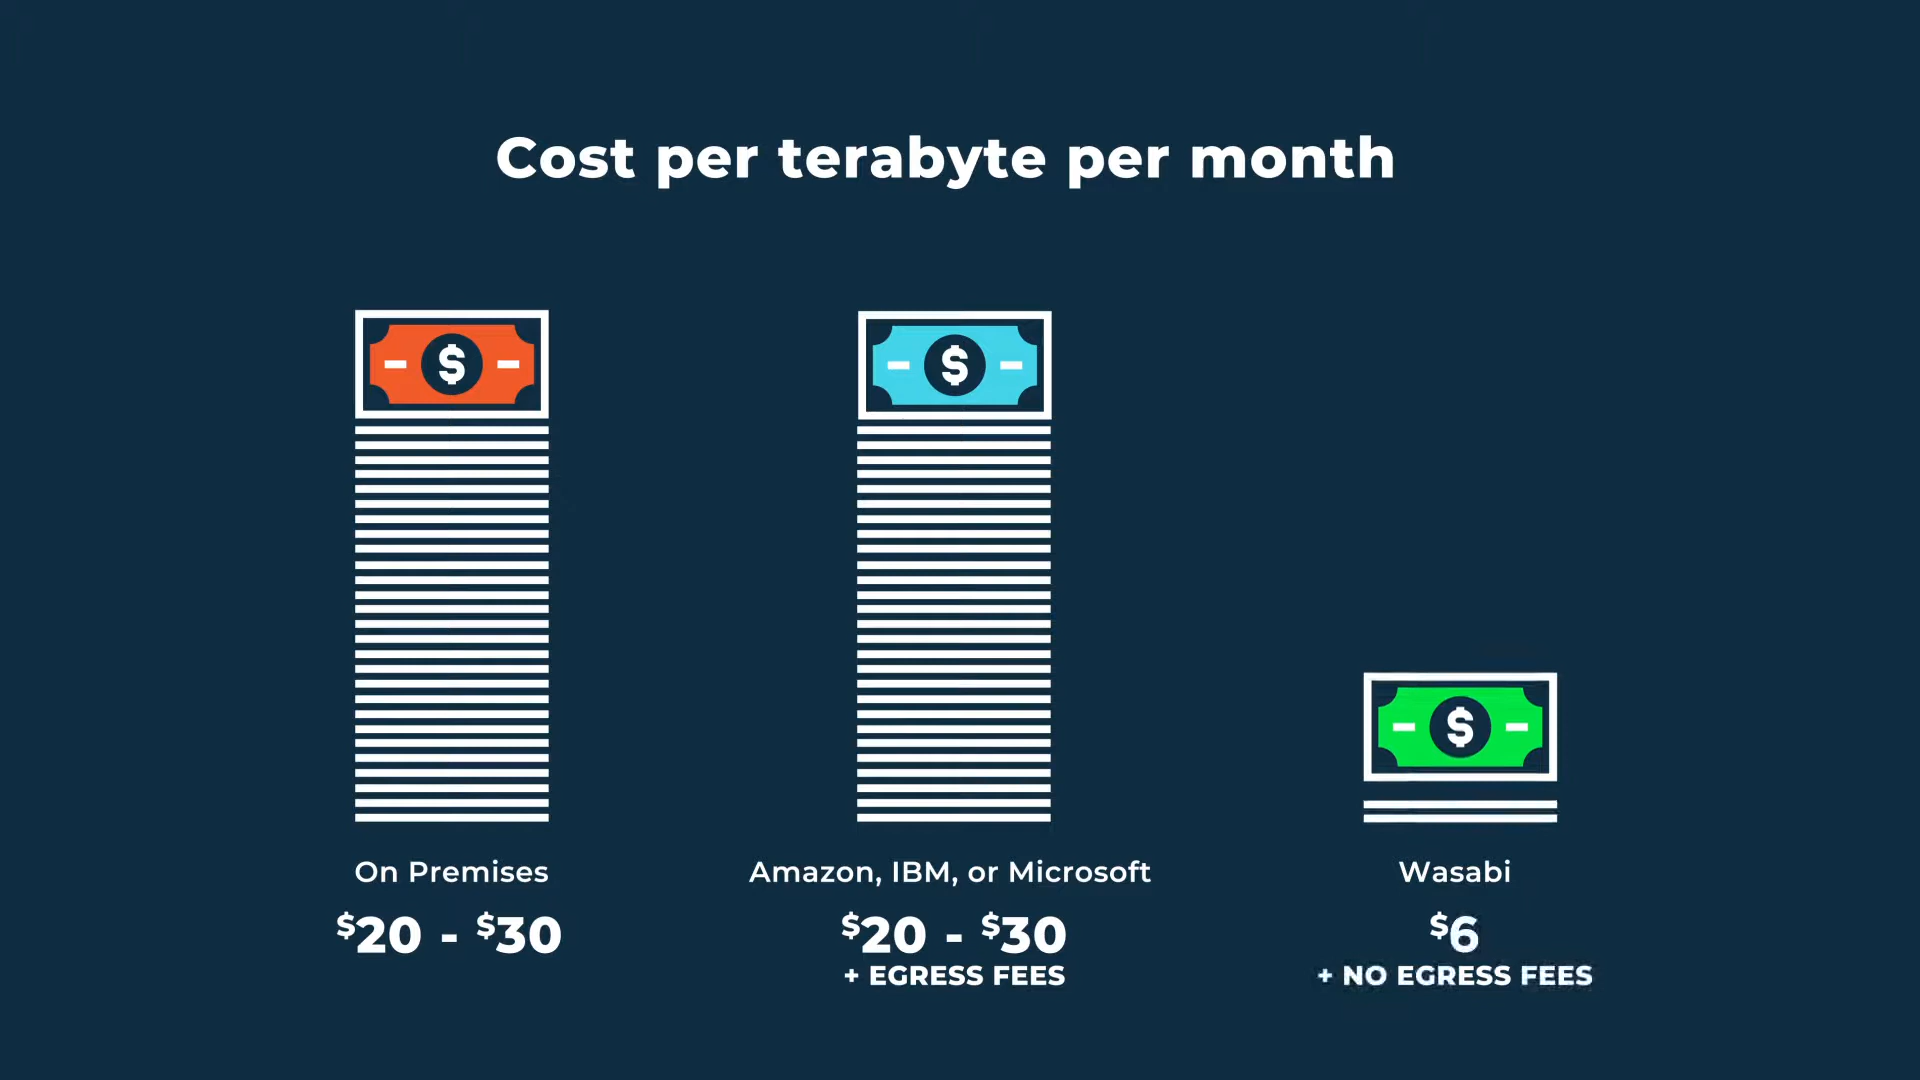 Cost per terabyte per month
$
$
$
On Premises
$20 - $30
Amazon, IBM, or Microsoft
$20 - $30
+ EGRESS FEES
Wasabi
$6
+ NO EGRESS FEES